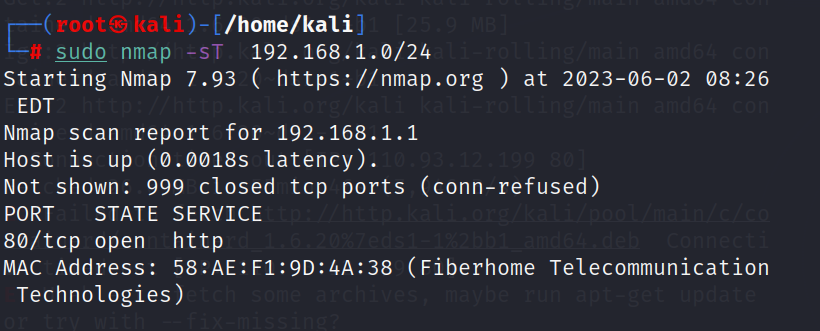 ┌──(root㉿kali)-[/home/kali]
└─# sudo nmap -sT  192.168.1.0/24
Starting Nmap 7.93 ( https://nmap.org ) at 2023-06-02 08:26
 EDT
Nmap scan report for 192.168.1.1
Host is up (0.0018s latency).
Not shown: 999 closed tcp ports (conn-refused)
PORT   STATE SERVICE
80/tcp open  http
MAC Address: 58:AE:F1:9D:4A:38 (Fiberhome Telecommunication
 Technologies)